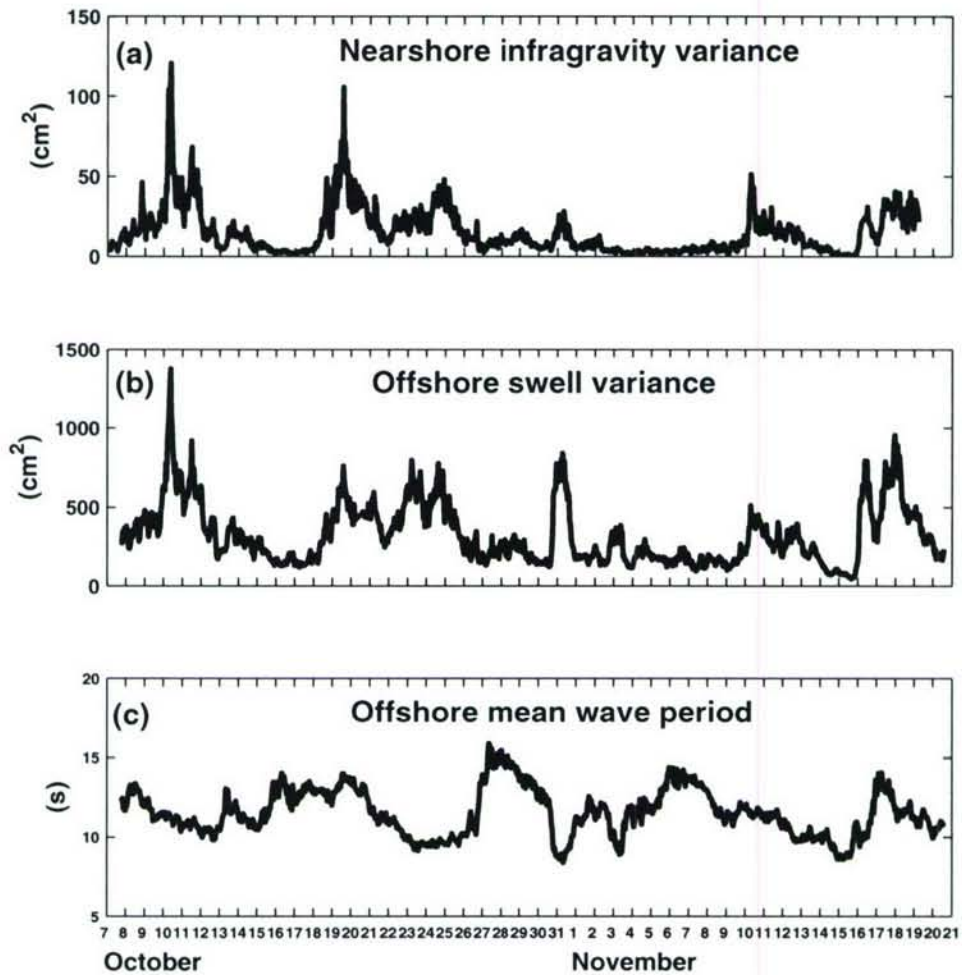 150
100
50
0
(cm²)
(a) Nearshore infragravity variance
1500
1000
500
0
(cm²)
(b) Offshore swell variance
20
15
10
5
(s)
(c) Offshore mean wave period
7 8 9 10 11 12 13 14 15 16 17 18 19 20 21 22 23 24 25 26 27 28 29 30 31 1 2 3 4 5 6 7 8 9 10 11 12 13 14 15 16 17 18 19 20 21
October November